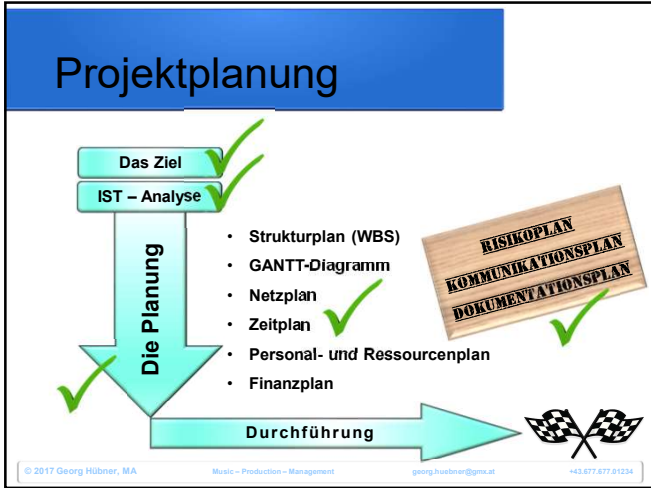 Projektplanung
Das Ziel
IST – Analyse
Die Planung
• Strukturplan (WBS)
• GANTT-Diagramm
• Netzplan
• Zeitplan
• Personal- und Ressourcenplan
• Finanzplan
RISIKOPLAN
KOMMUNIKATIONSPLAN
DOKUMENTATIONSPLAN
Durchführung
© 2017 Georg Hübner, MA Music – Production – Management georg.huebner@gmx.at +43.677.677.01234